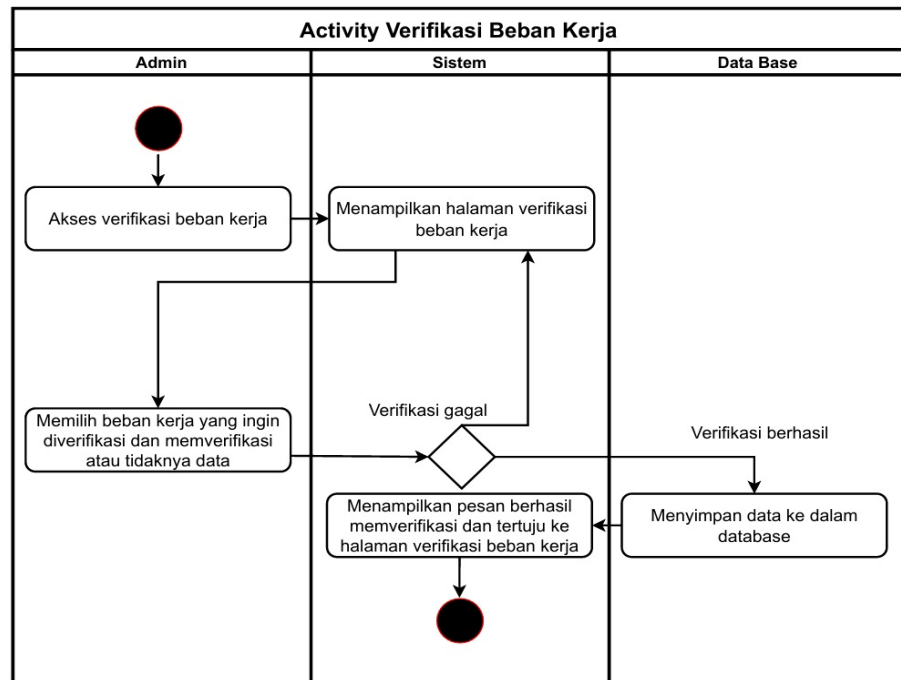 Activity Verifikasi Beban Kerja
Admin
Sistem
Data Base
Akses verifikasi beban kerja
Menampilkan halaman verifikasi
beban kerja
Memilih beban kerja yang ingin
diverifikasi dan memverifikasi
atau tidaknya data
Verifikasi gagal
Verifikasi berhasil
Menyimpan data ke dalam
database
Menampilkan pesan berhasil
memverifikasi dan tertuju ke
halaman verifikasi beban kerja